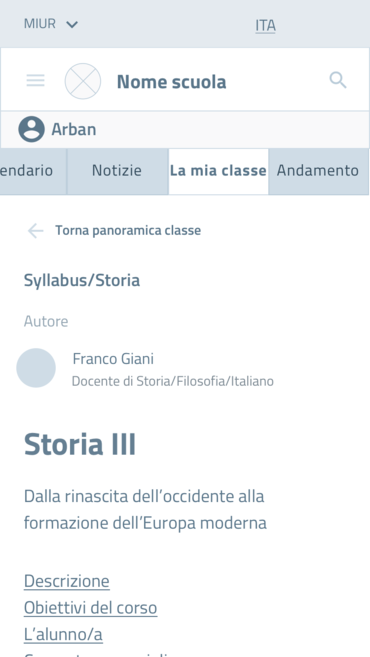 MIUR
ITA
Nome scuola
Arban
endario Notizie La mia classe Andamento
Torna panoramica classe
Syllabus/Storia
Autore
Franco Giani
Docente di Storia/Filosofia/Italiano
Storia III
Dalla rinascita dell’occidente alla
formazione dell’Europa moderna
Descrizione
Obiettivi del corso
L’alunno/a